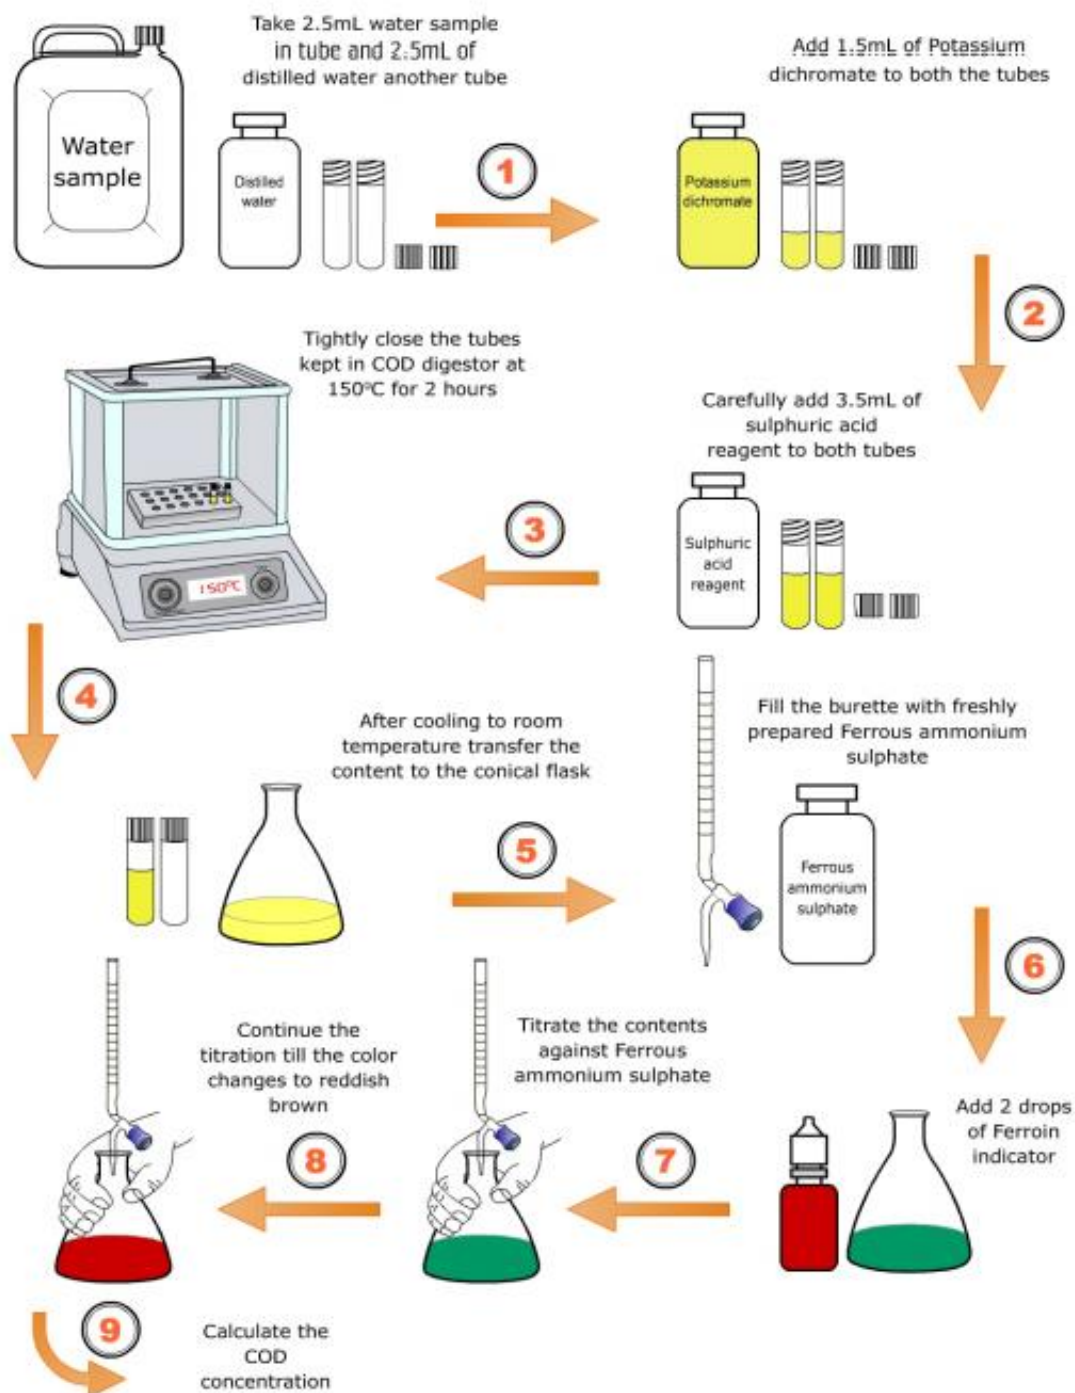 Take 2.5mL water sample
in tube and 2.5mL of
distilled water another tube
Water
sample
Distilled
water
1
Add 1.5mL of Potassium
dichromate to both the tubes
Potassium
dichromate
2
Carefully add 3.5mL of
sulphuric acid
reagent to both tubes
Sulphuric
acid
reagent
3
Tightly close the tubes
kept in COD digestor at
150°C for 2 hours
150°C
4
After cooling to room
temperature transfer the
content to the conical flask
5
Fill the burette with freshly
prepared Ferrous ammonium
sulphate
Ferrous
ammonium
sulphate
6
Add 2 drops
of Ferroin
indicator
7
Titrate the contents
against Ferrous
ammonium sulphate
8
Continue the
titration till the color
changes to reddish
brown
9
Calculate the
COD
concentration